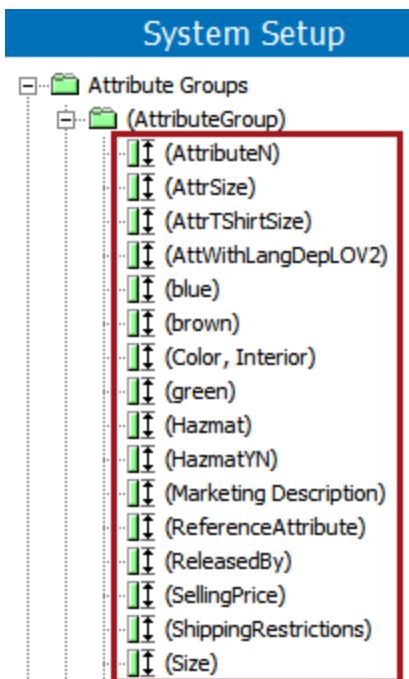 System Setup
Attribute Groups
(AttributeGroup)
(AttributeN)
(AttrSize)
(AttrTShirtSize)
(AttWithLangDepLOV2)
(blue)
(brown)
(Color, Interior)
(green)
(Hazmat)
(HazmatYN)
(Marketing Description)
(ReferenceAttribute)
(ReleasedBy)
(SellingPrice)
(ShippingRestrictions)
(Size)